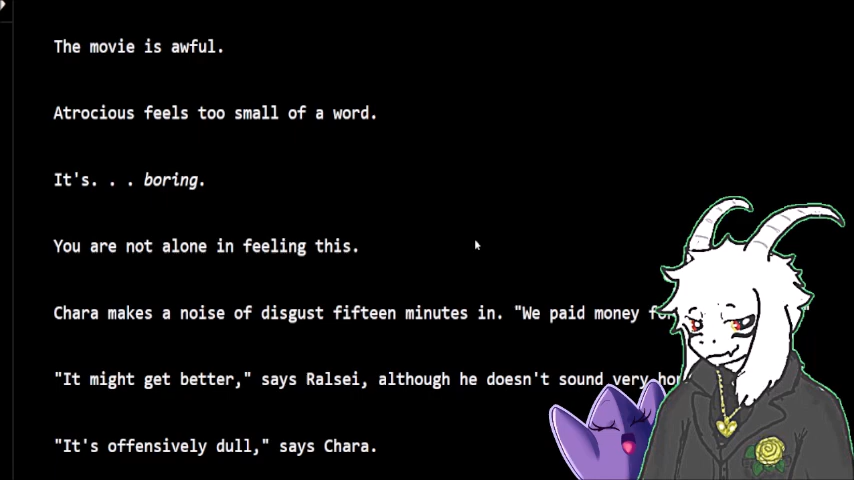 The movie is awful.
Atrocious feels too small of a word.
It's. . . boring.
You are not alone in feeling this.
Chara makes a noise of disgust fifteen minutes in. "We paid money
"It might get better," says Ralsei, although he doesn't sound very
"It's offensively dull," says Chara.